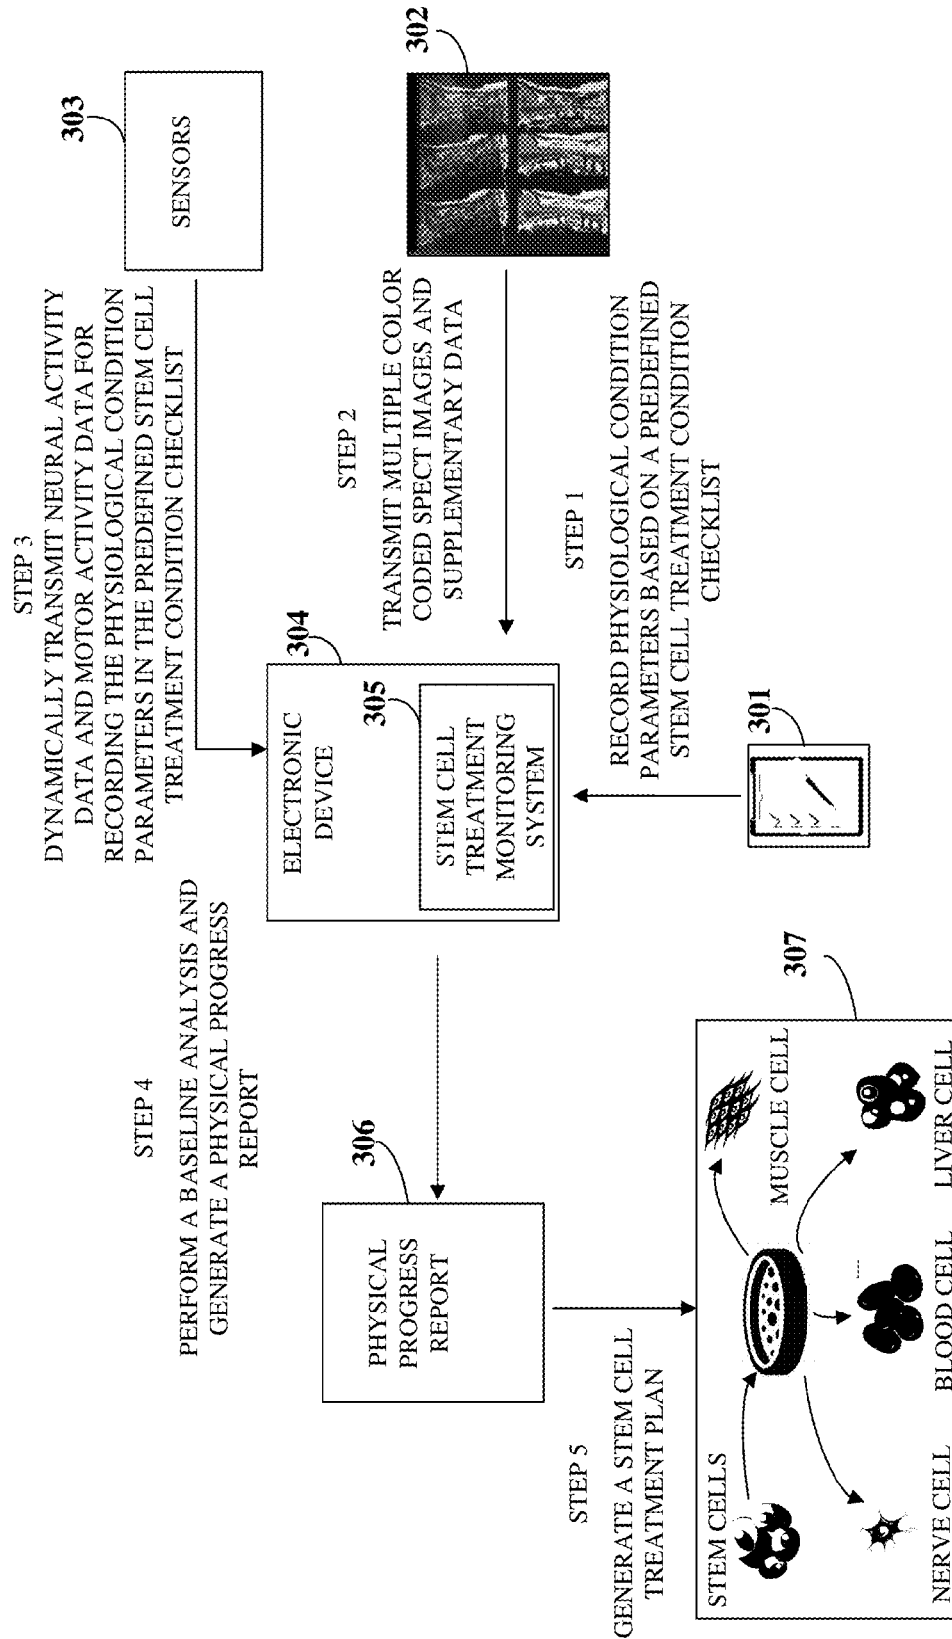 STEP 3
DYNAMICALLY TRANSMIT NEURAL ACTIVITY
DATA AND MOTOR ACTIVITY DATA FOR
RECORDING THE PHYSIOLOGICAL CONDITION
PARAMETERS IN THE PREDEFINED STEM CELL
TREATMENT CONDITION CHECKLIST
303
SENSORS
302
STEP 2
TRANSMIT MULTIPLE COLOR
CODED SPECT IMAGES AND
SUPPLEMENTARY DATA
STEP 1
RECORD PHYSIOLOGICAL CONDITION
PARAMETERS BASED ON A PREDEFINED
STEM CELL TREATMENT CONDITION
CHECKLIST
301
304
ELECTRONIC
DEVICE
305
STEM CELL
TREATMENT
MONITORING
SYSTEM
STEP 4
PERFORM A BASELINE ANALYSIS AND
GENERATE A PHYSICAL PROGRESS
REPORT
306
PHYSICAL
PROGRESS
REPORT
STEP 5
GENERATE A STEM CELL
TREATMENT PLAN
307
STEM CELLS
MUSCLE CELL
NERVE CELL
BLOOD CELL
LIVER CELL